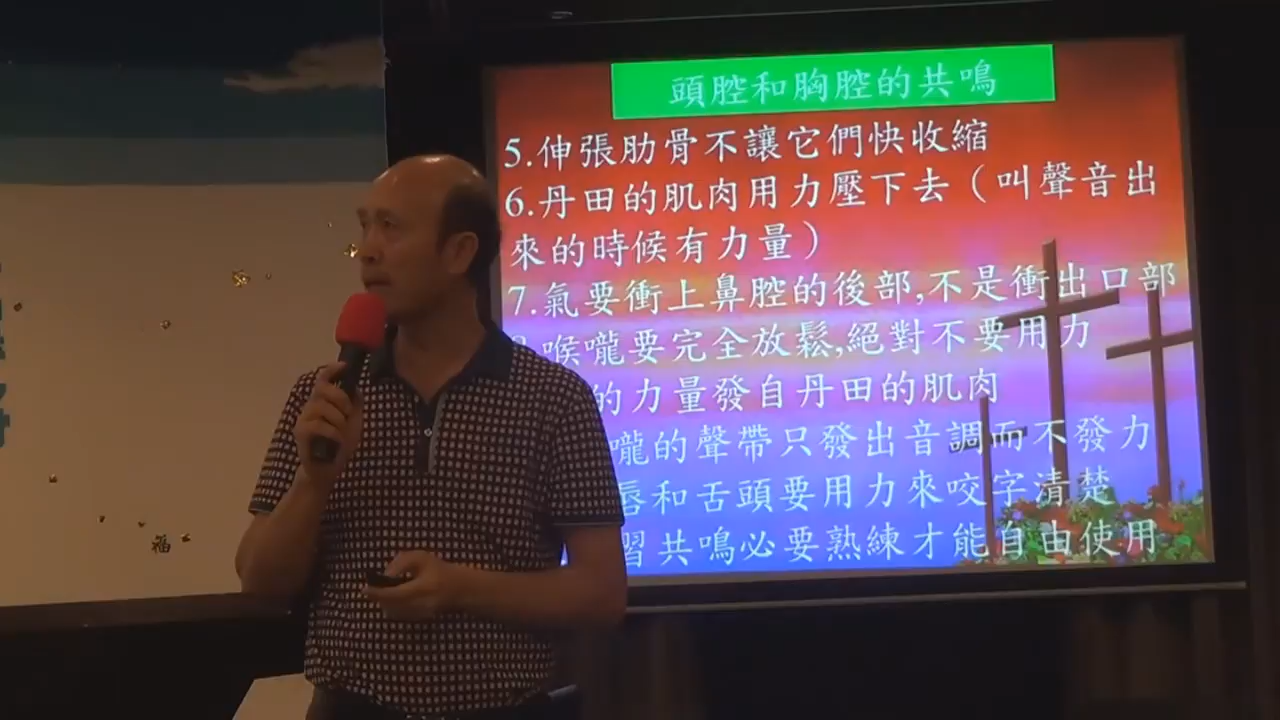 頭腔和胸腔的共鳴
5.伸張肋骨不讓它們快收縮
6.丹田的肌肉用力壓下去（叫聲音出
來的時候有力量）
7.氣要衝上鼻腔的後部,不是衝出口部
喉嚨要完全放鬆,絕對不要用力
的力量發自丹田的肌肉
嚨的聲帶只發出音調而不發力
唇和舌頭要用力來咬字清楚
習共鳴必要熟練才能自由使用
福